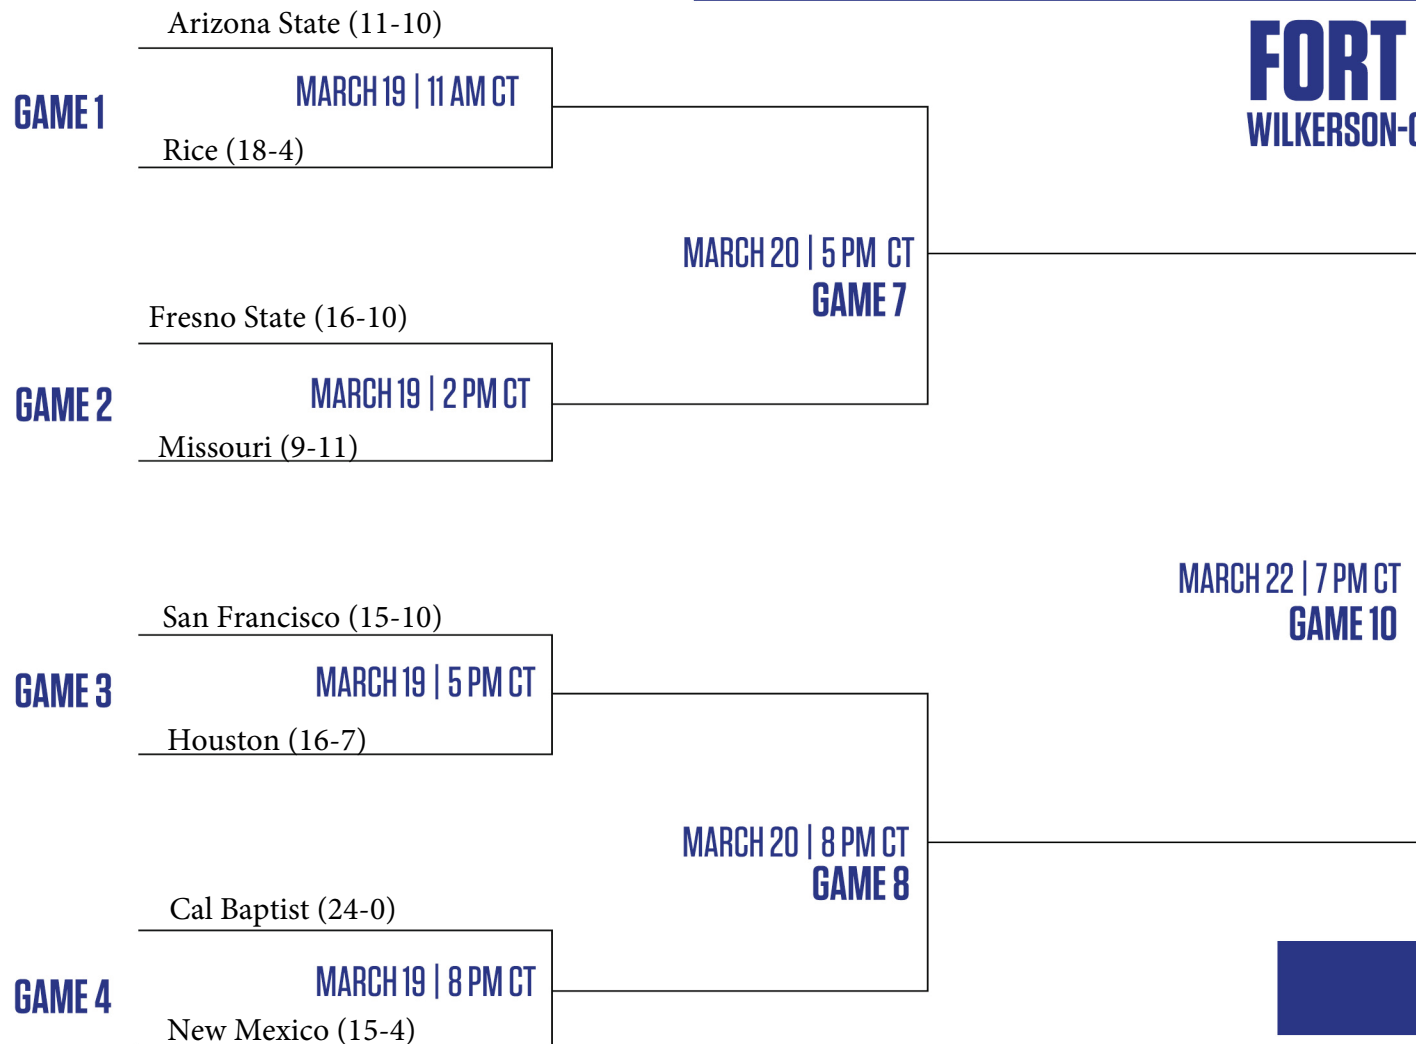 Arizona State (11-10)
MARCH 19 | 11 AM CT
GAME 1
Rice (18-4)
FORT
WILKERSON-
MARCH 20 | 5 PM CT
GAME 7
Fresno State (16-10)
MARCH 19 | 2 PM CT
GAME 2
Missouri (9-11)
MARCH 22 | 7 PM CT
GAME 10
San Francisco (15-10)
MARCH 19 | 5 PM CT
GAME 3
Houston (16-7)
MARCH 20 | 8 PM CT
GAME 8
Cal Baptist (24-0)
MARCH 19 | 8 PM CT
GAME 4
New Mexico (15-4)